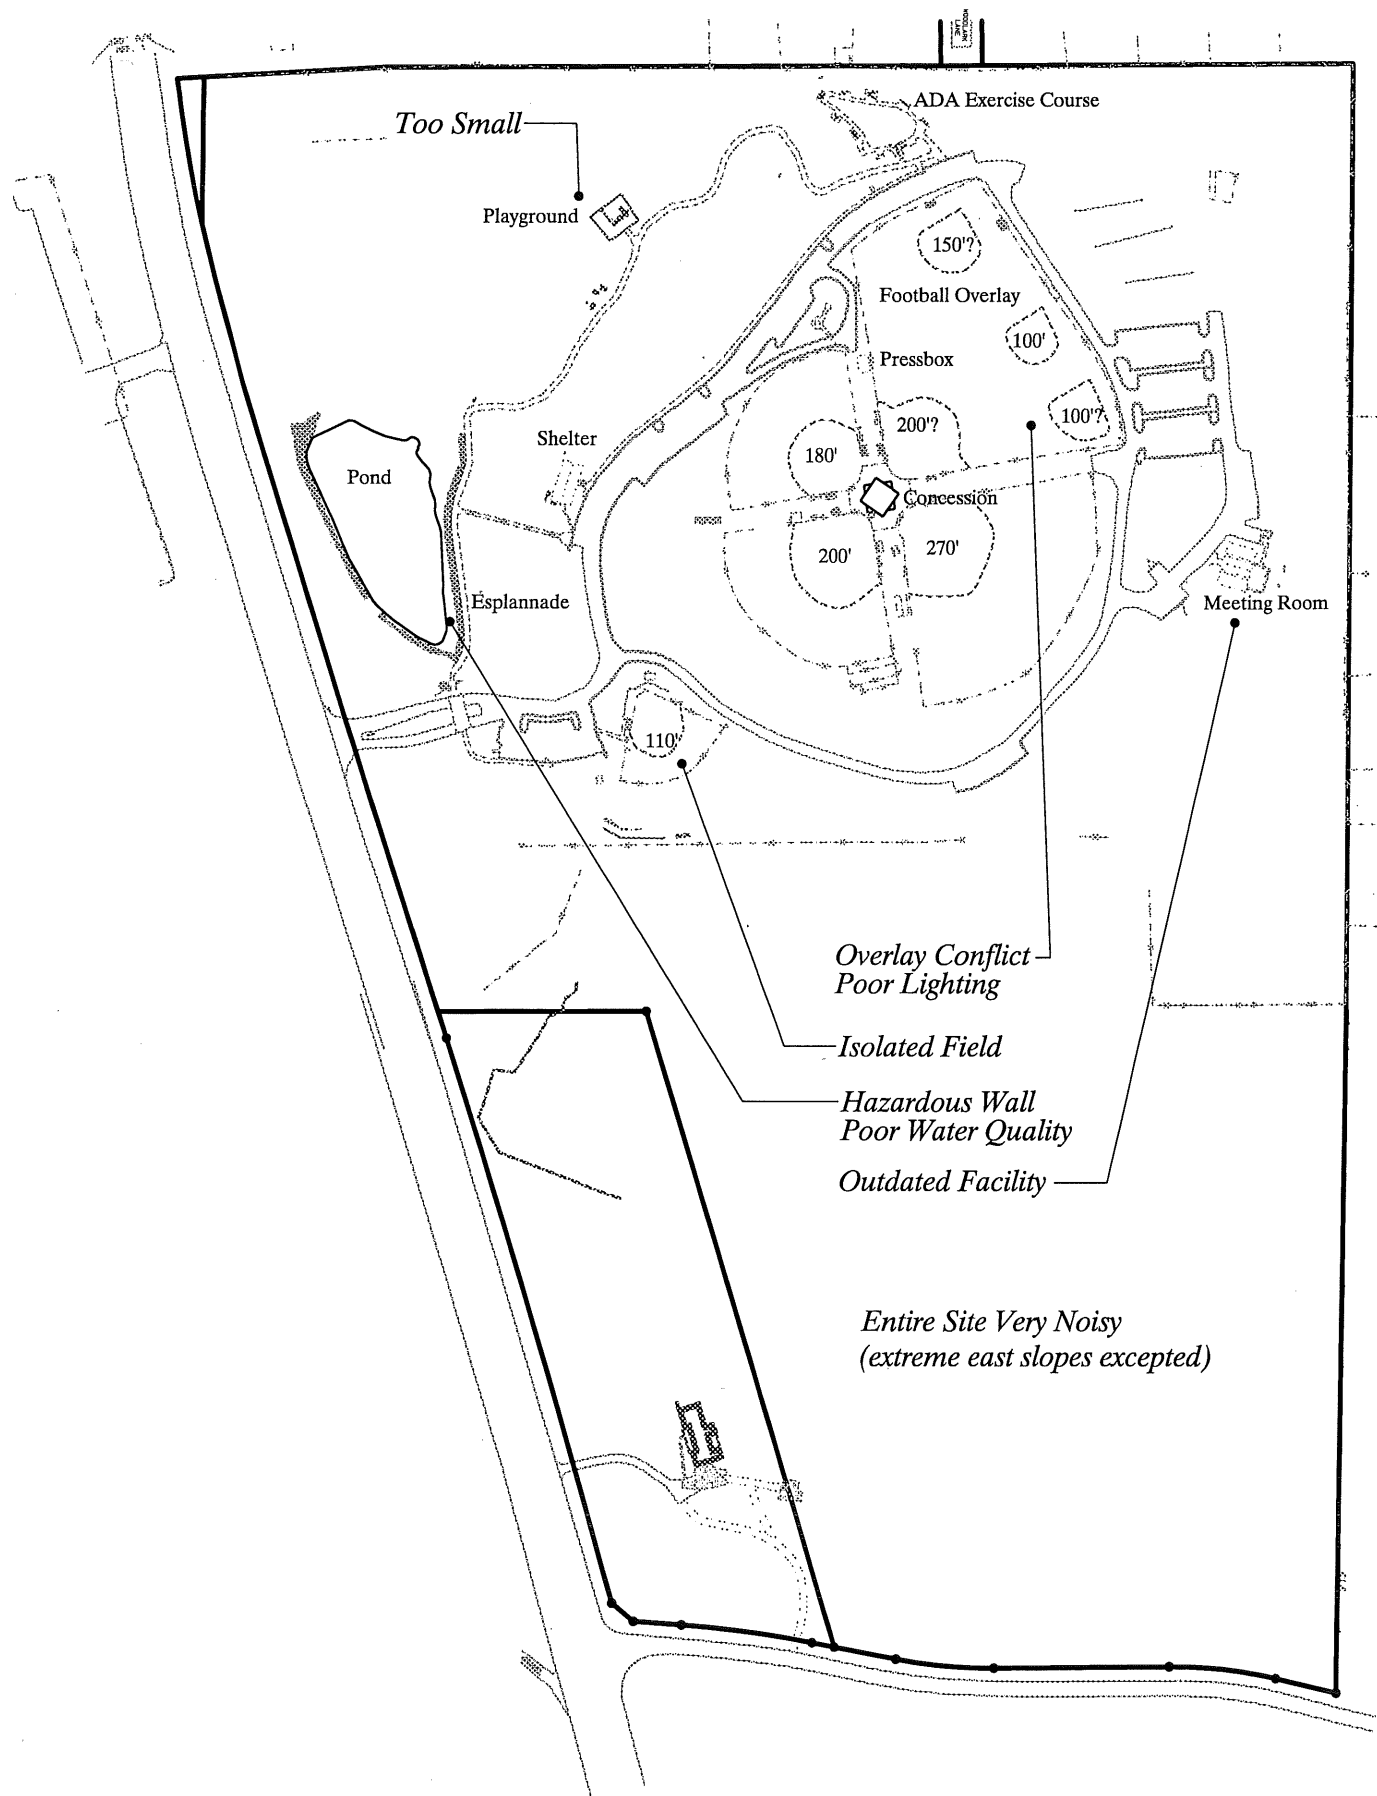 WOODLARK
LANE
ADA Exercise Course
Too Small
Playground
150'?
Football Overlay
100'
Pressbox
100'?
200'?
Shelter
180'
Pond
Concession
200'
270'
Esplannade
Meeting Room
110'
Overlay Conflict
Poor Lighting
Isolated Field
Hazardous Wall
Poor Water Quality
Outdated Facility
Entire Site Very Noisy
(extreme east slopes excepted)